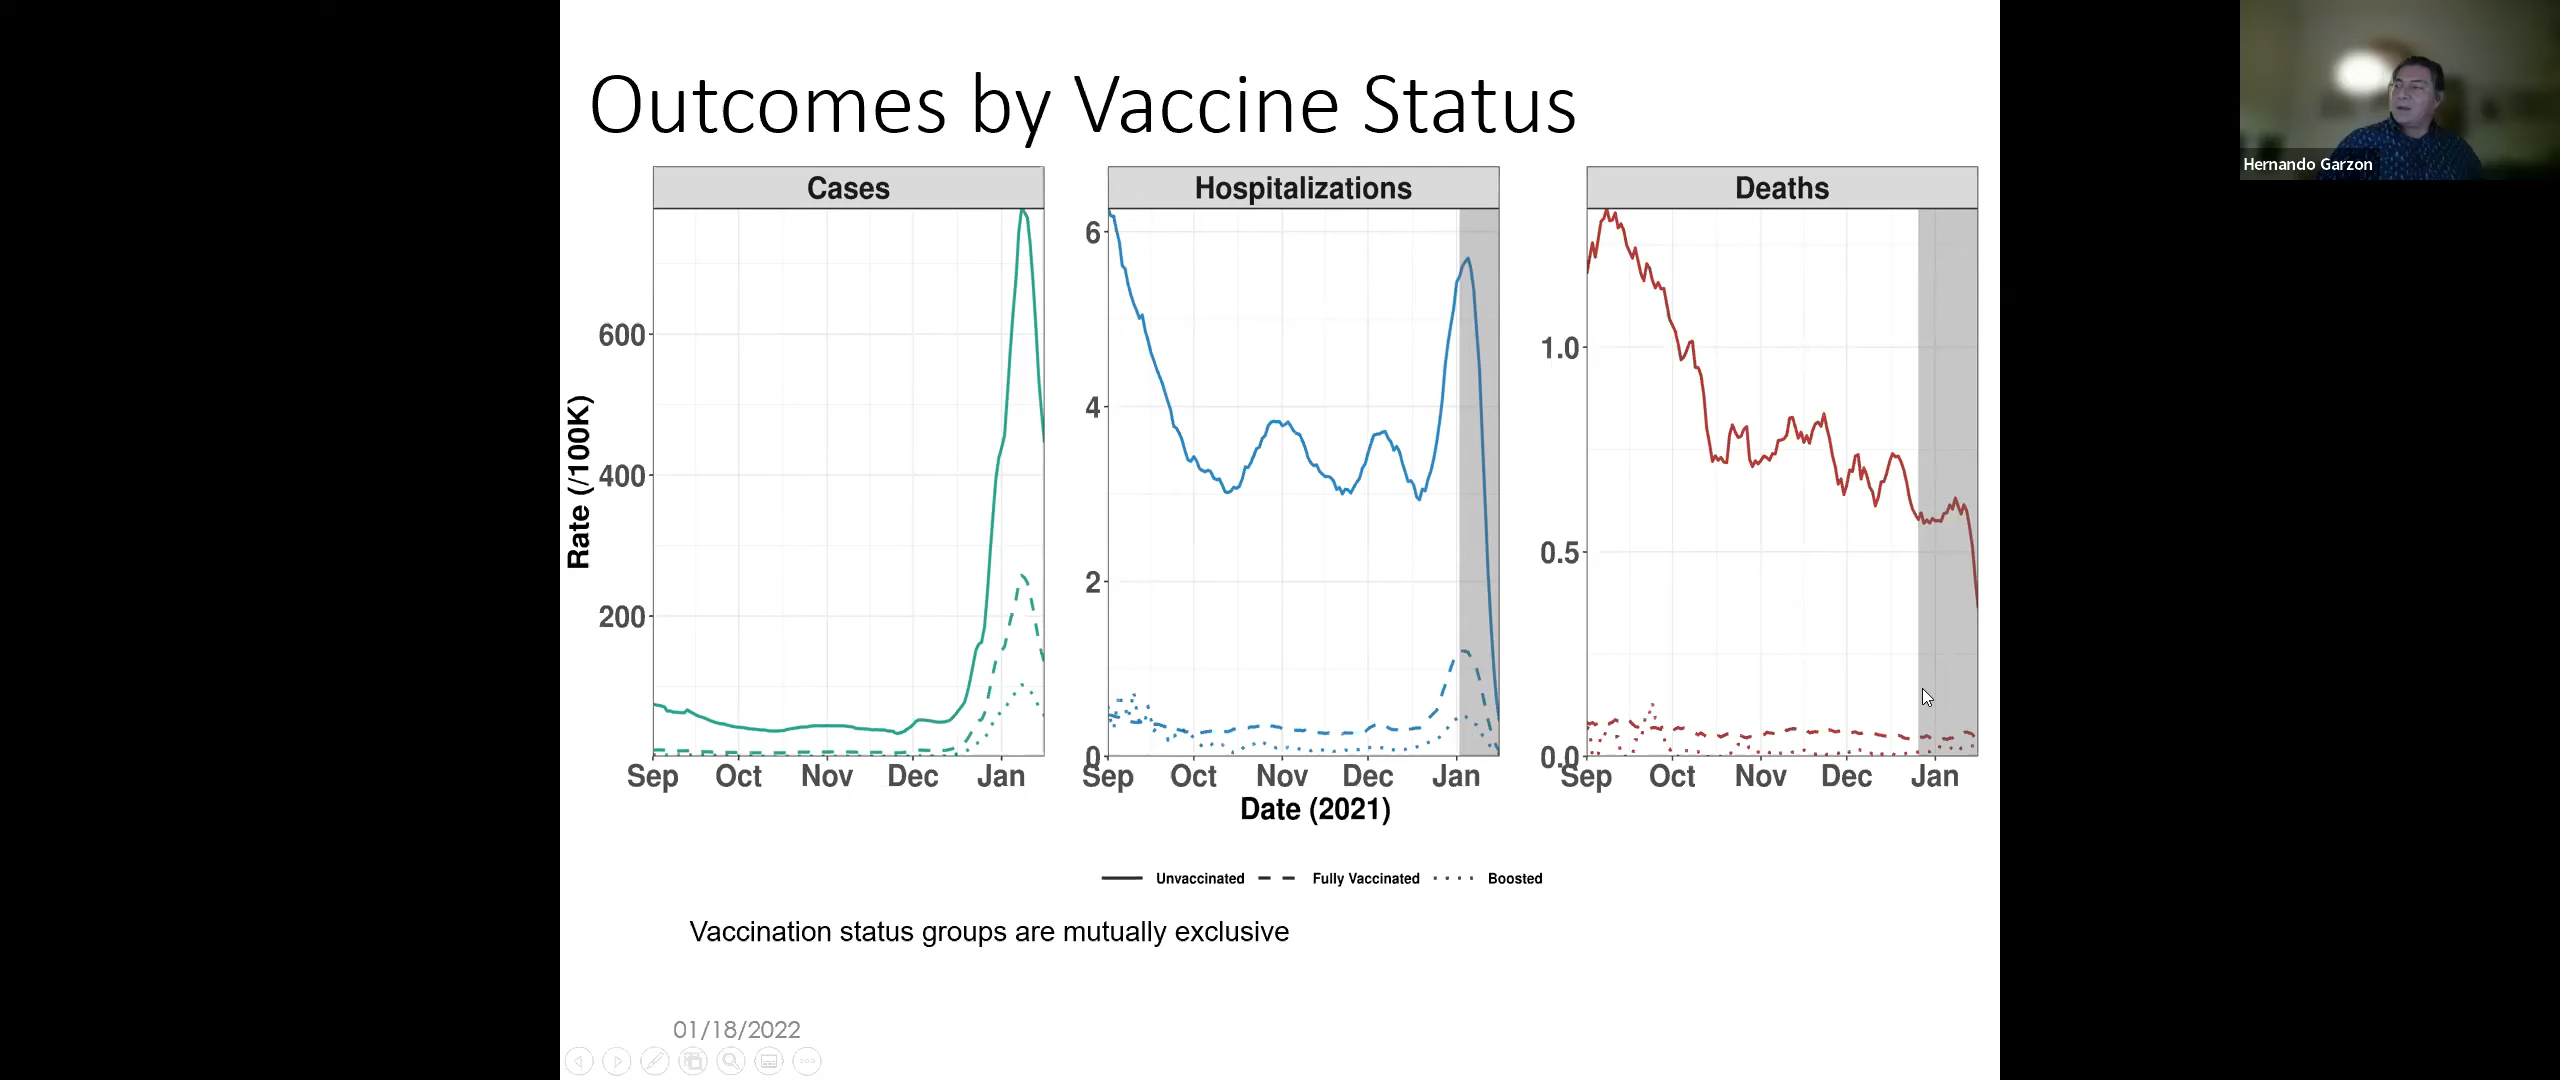 Outcomes by Vaccine Status
Hernando Garzon
Cases
Hospitalizations
Deaths
Rate (/100K)
600
400
200
6
4
2
0
1.0
0.5
0.0
Sep Oct Nov Dec Jan
Sep Oct Nov Dec Jan
Sep Oct Nov Dec Jan
Date (2021)
Unvaccinated Fully Vaccinated Boosted
Vaccination status groups are mutually exclusive
01/18/2022